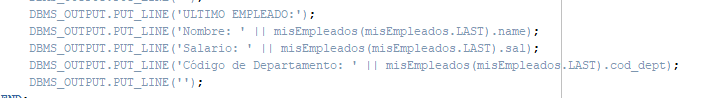 DBMS_OUTPUT.PUT_LINE('ULTIMO EMPLEADO:');
DBMS_OUTPUT.PUT_LINE('Nombre: ' || misEmpleados(misEmpleados.LAST).name);
DBMS_OUTPUT.PUT_LINE('Salario: ' || misEmpleados(misEmpleados.LAST).sal);
DBMS_OUTPUT.PUT_LINE('Código de Departamento: ' || misEmpleados(misEmpleados.LAST).cod_dept);
DBMS_OUTPUT.PUT_LINE('');